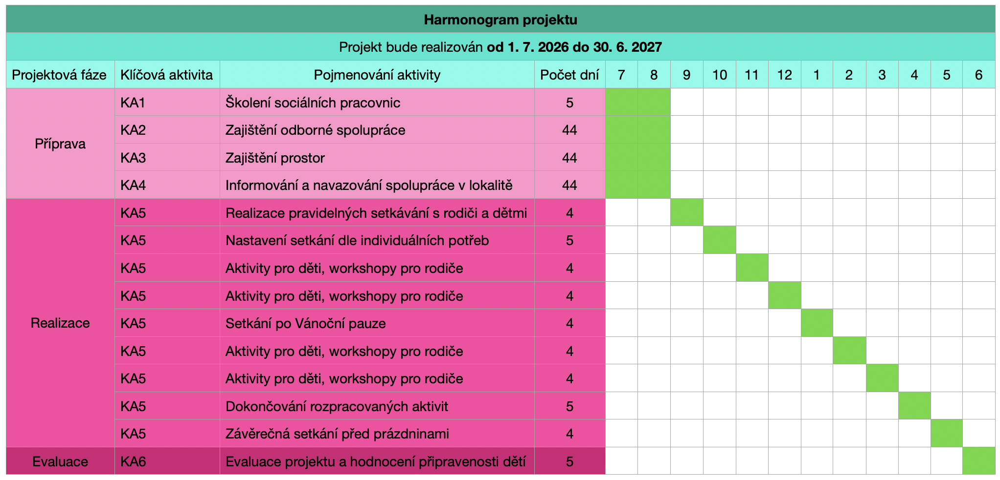 Harmonogram projektu
Projekt bude realizován od 1. 7. 2026 do 30. 6. 2027
Projektová fáze Klíčová aktivita Pojmenování aktivity Počet dní 7 8 9 10 11 12 1 2 3 4 5 6
Příprava
KA1 Školení sociálních pracovnic 5
KA2 Zajištění odborné spolupráce 44
KA3 Zajištění prostor 44
KA4 Informování a navazování spolupráce v lokalitě 44
Realizace
KA5 Realizace pravidelných setkávání s rodiči a dětmi 4
KA5 Nastavení setkání dle individuálních potřeb 5
KA5 Aktivity pro děti, workshopy pro rodiče 4
KA5 Aktivity pro děti, workshopy pro rodiče 4
KA5 Setkání po Vánoční pauze 4
KA5 Aktivity pro děti, workshopy pro rodiče 4
KA5 Aktivity pro děti, workshopy pro rodiče 4
KA5 Dokončování rozpracovaných aktivit 5
KA5 Závěrečná setkání před prázdninami 4
Evaluace KA6 Evaluace projektu a hodnocení připravenosti dětí 5